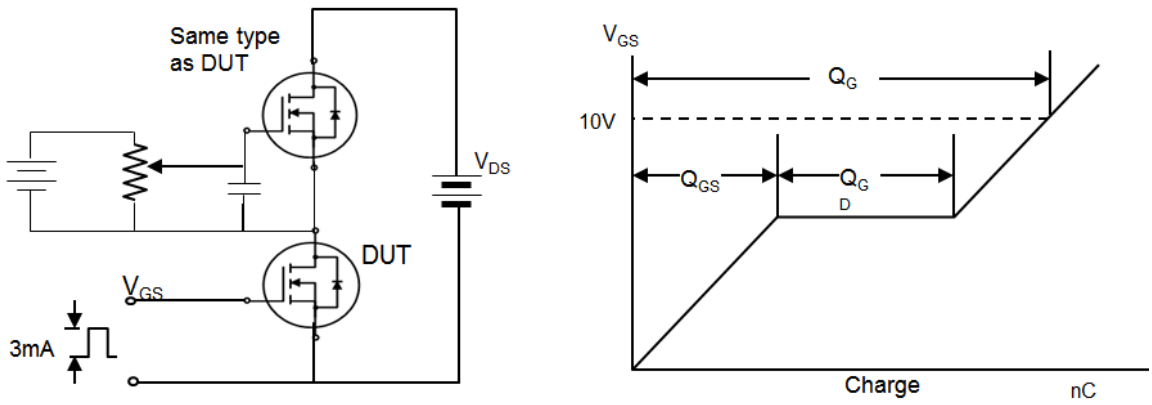 Same type
as DUT
V_DS
DUT
V_GS
3mA
V_GS
Q_G
10V
Q_GS
Q_G
D
Charge
nC